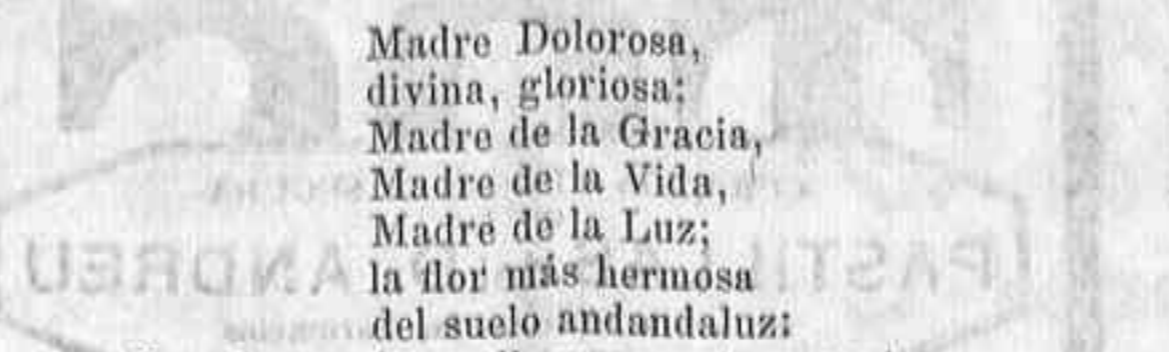 Madre Dolorosa,
divina, gloriosa;
Madre de la Gracia,
Madre de la Vida,
Madre de la Luz;
la flor más hermosa
del suelo andandaluz: